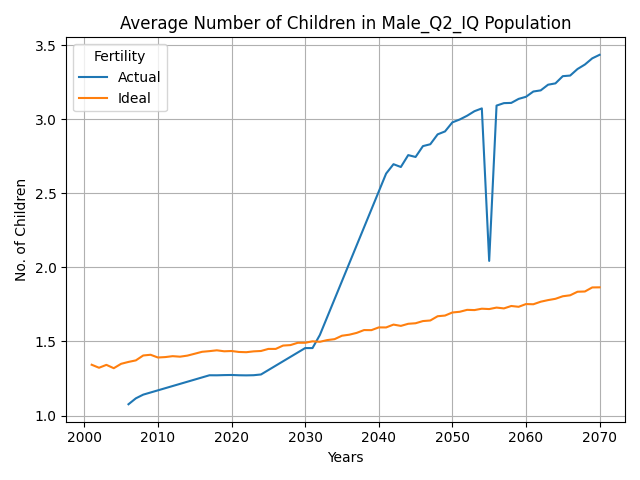 Average Number of Children in Male_Q2_IQ Population
Fertility
Actual
Ideal
3.5
3.0
2.5
2.0
1.5
1.0
No. of Children
2000 2010 2020 2030 2040 2050 2060 2070
Years